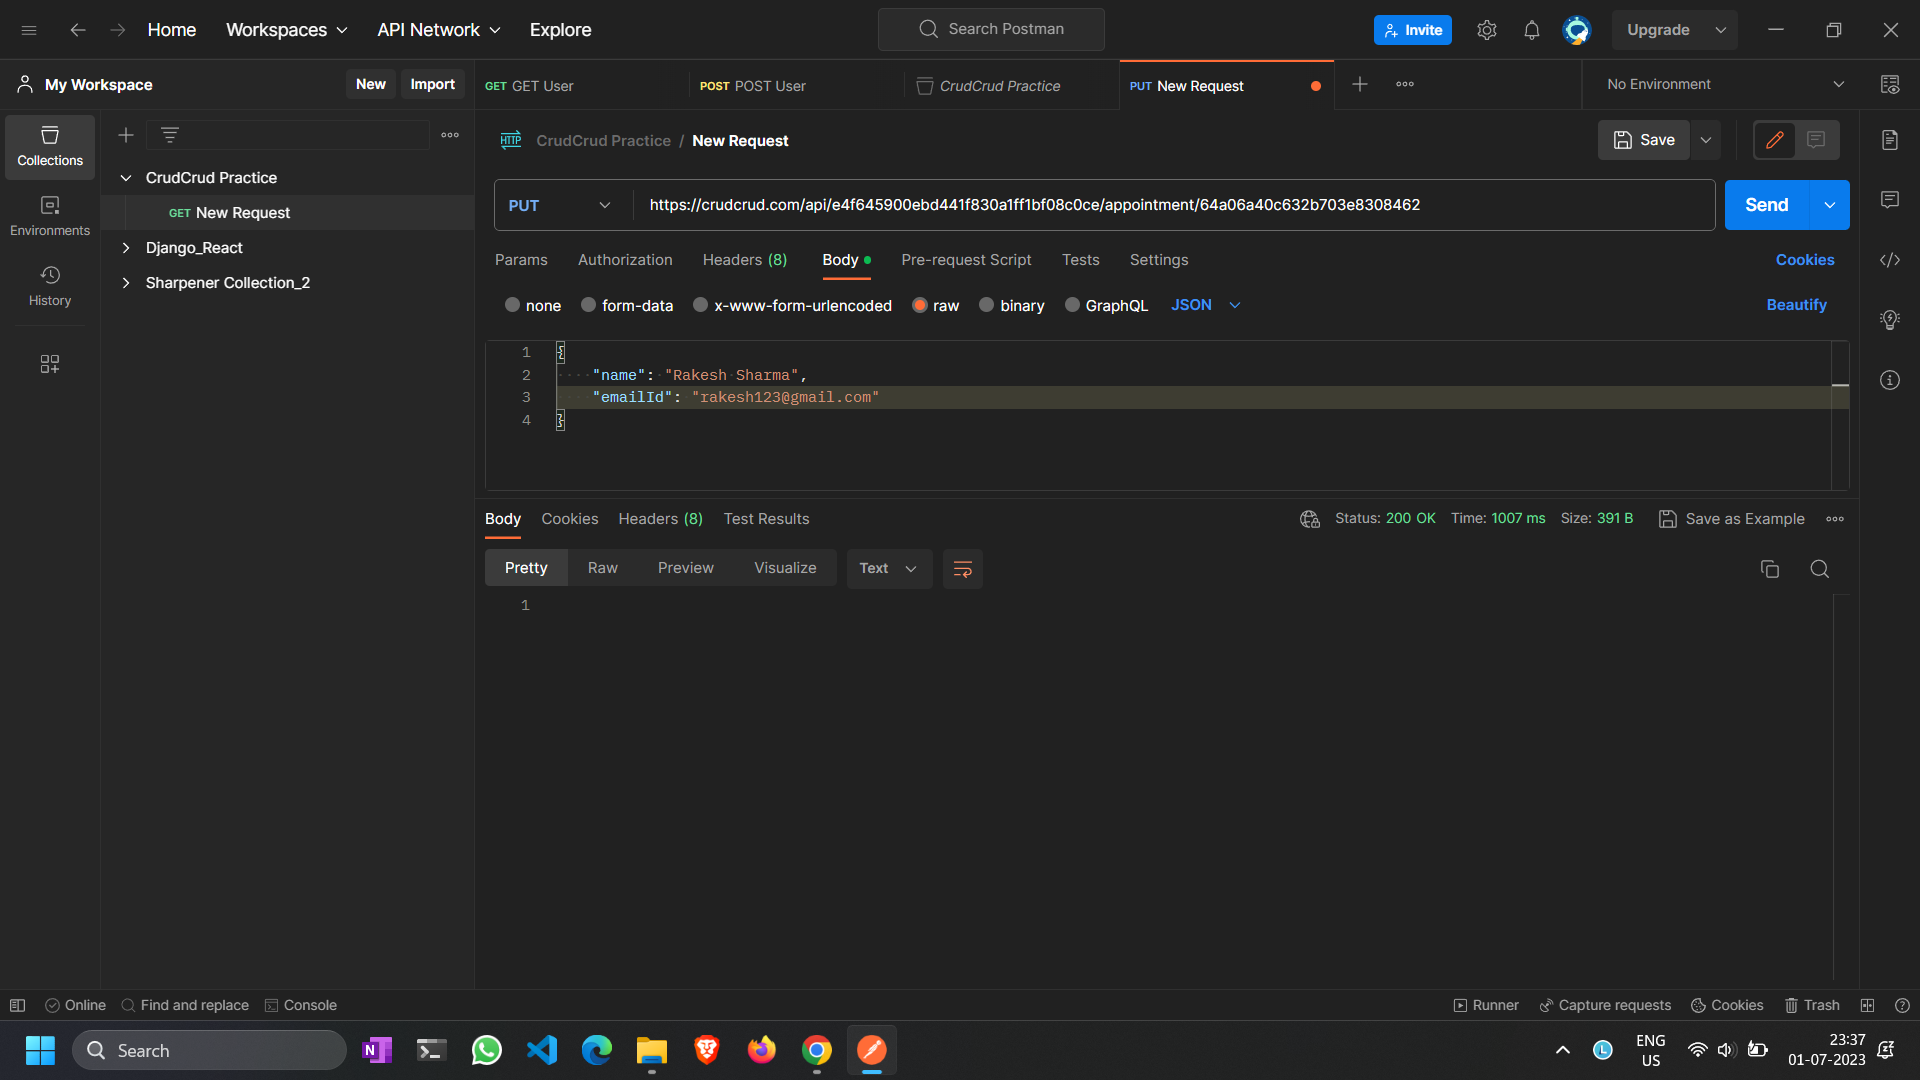 Home Workspaces API Network Explore Search Postman Invite Upgrade
My Workspace New Import GET GET User POST POST User CrudCrud Practice PUT New Request No Environment
Collections
Environments
History
CrudCrud Practice
GET New Request
Django_React
Sharpener Collection_2
HTTP CrudCrud Practice / New Request Save
PUT https://crudcrud.com/api/e4f645900ebd441f830a1ff1bf08c0ce/appointment/64a06a40c632b703e8308462 Send
Params Authorization Headers (8) Body Pre-request Script Tests Settings Cookies
none form-data x-www-form-urlencoded raw binary GraphQL JSON Beautify
1 {
2 "name": "Rakesh Sharma",
3 "emailId": "rakesh123@gmail.com"
4 }
Body Cookies Headers (8) Test Results Status: 200 OK Time: 1007 ms Size: 391 B Save as Example
Pretty Raw Preview Visualize Text
1
Online Find and replace Console Runner Capture requests Cookies Trash
Search N L ENG US 23:37 01-07-2023